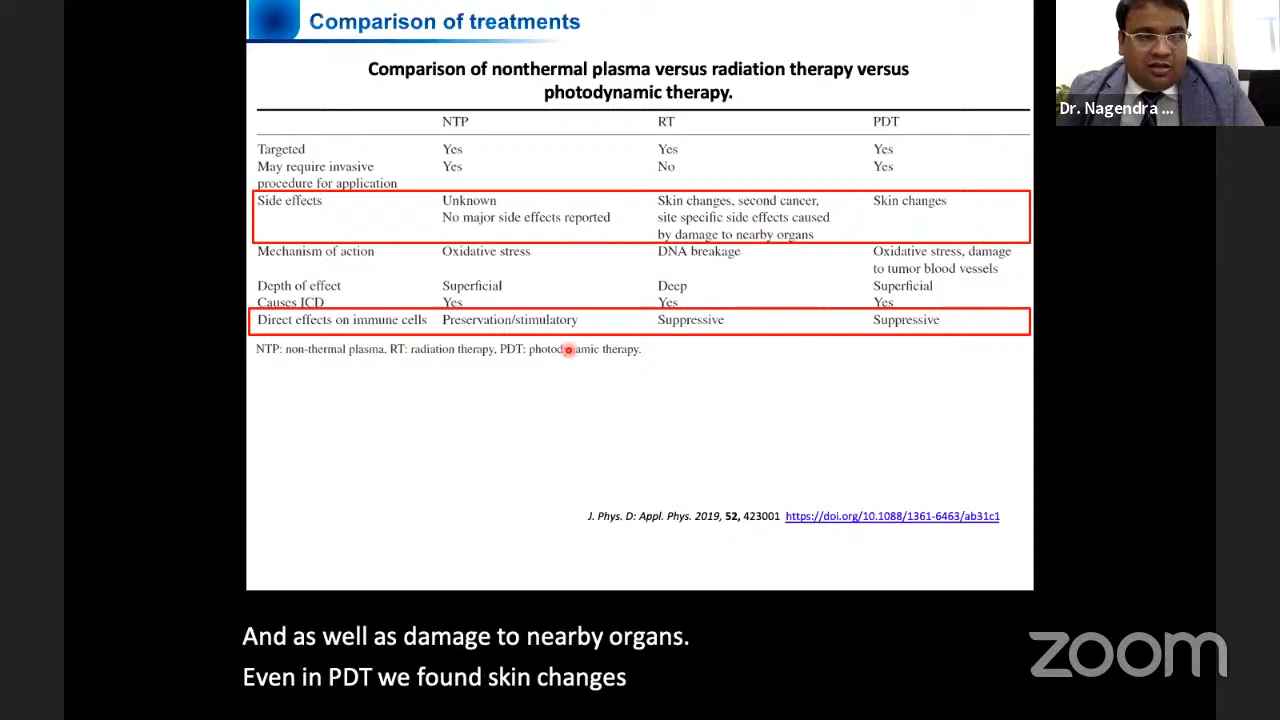 Comparison of treatments
Comparison of nonthermal plasma versus radiation therapy versus
photodynamic therapy.
NTP RT PDT
Targeted Yes Yes Yes
May require invasive Yes No Yes
procedure for application
Side effects Unknown Skin changes, second cancer, Skin changes
No major side effects reported site specific side effects caused
by damage to nearby organs
Mechanism of action Oxidative stress DNA breakage Oxidative stress, damage
to tumor blood vessels
Depth of effect Superficial Deep Superficial
Causes ICD Yes Yes Yes
Direct effects on immune cells Preservation/stimulatory Suppressive Suppressive
NTP: non-thermal plasma, RT: radiation therapy, PDT: photodynamic therapy.
J. Phys. D: Appl. Phys. 2019, 52, 423001 https://doi.org/10.1088/1361-6463/ab31c1
Dr. Nagendra ...
And as well as damage to nearby organs.
Even in PDT we found skin changes
zoom